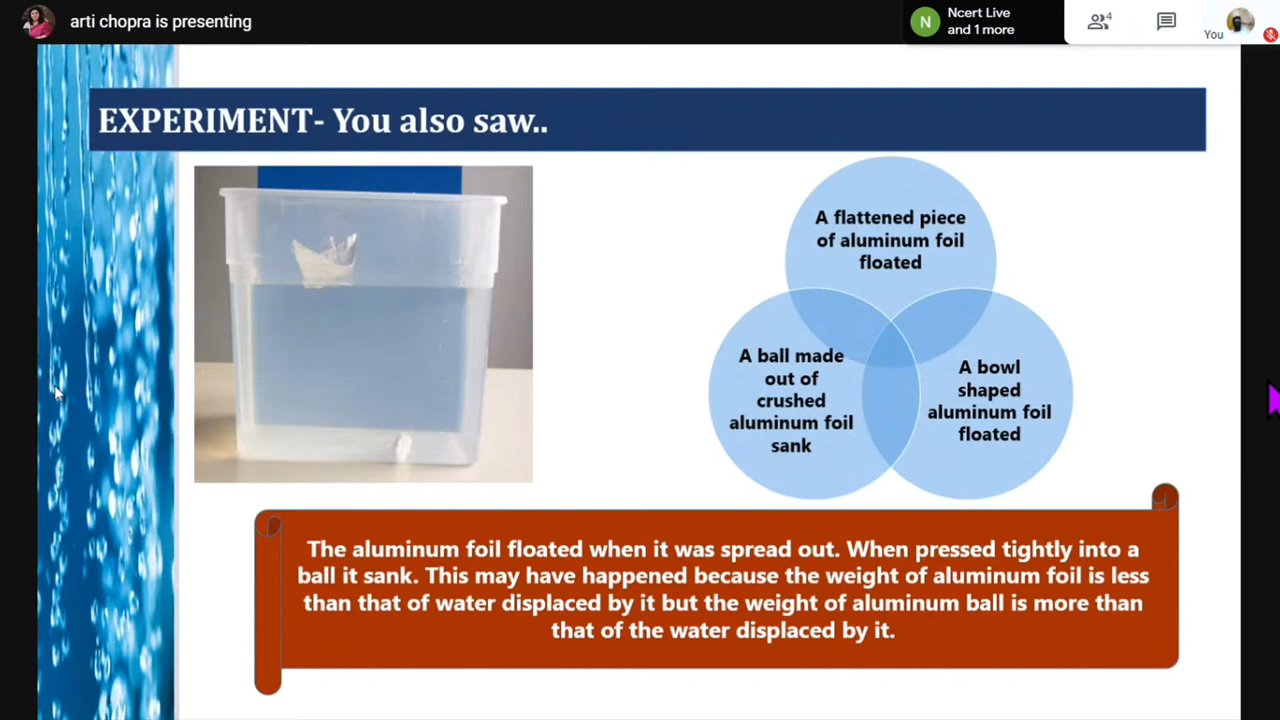 arti chopra is presenting
Ncert Live
and 1 more
N
4
You
EXPERIMENT- You also saw..
A flattened piece
of aluminum foil
floated
A ball made
out of
crushed
aluminum foil
sank
A bowl
shaped
aluminum foil
floated
The aluminum foil floated when it was spread out. When pressed tightly into a
ball it sank. This may have happened because the weight of aluminum foil is less
than that of water displaced by it but the weight of aluminum ball is more than
that of the water displaced by it.